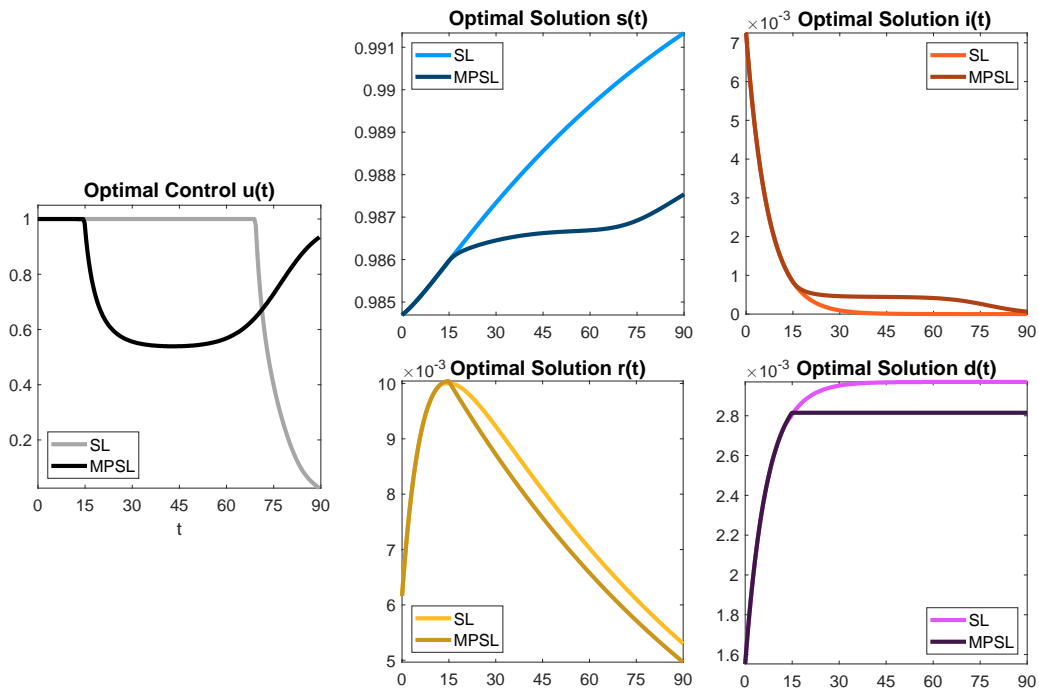 Optimal Control u(t)
1
0.8
0.6
0.4
0.2
SL
MPSL
0 15 30 45 60 75 90
t
Optimal Solution s(t)
0.991
0.99
0.989
0.988
0.987
0.986
0.985
SL
MPSL
0 15 30 45 60 75 90
Optimal Solution i(t)
×10⁻³
7
6
5
4
3
2
1
0
SL
MPSL
0 15 30 45 60 75 90
Optimal Solution r(t)
×10⁻³
10
9
8
7
6
5
SL
MPSL
0 15 30 45 60 75 90
Optimal Solution d(t)
×10⁻³
2.8
2.6
2.4
2.2
2
1.8
1.6
SL
MPSL
0 15 30 45 60 75 90